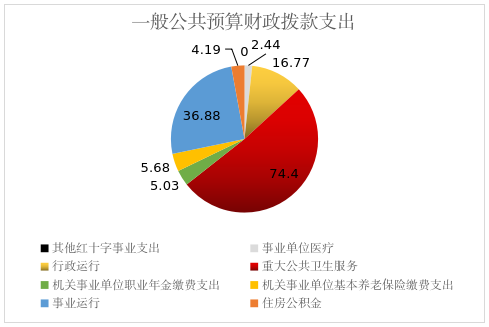 一般公共预算财政拨款支出
4.19 0 2.44
16.77
36.88
74.4
5.68
5.03
其他红十字事业支出 事业单位医疗
行政运行 重大公共卫生服务
机关事业单位职业年金缴费支出 机关事业单位基本养老保险缴费支出
事业运行 住房公积金